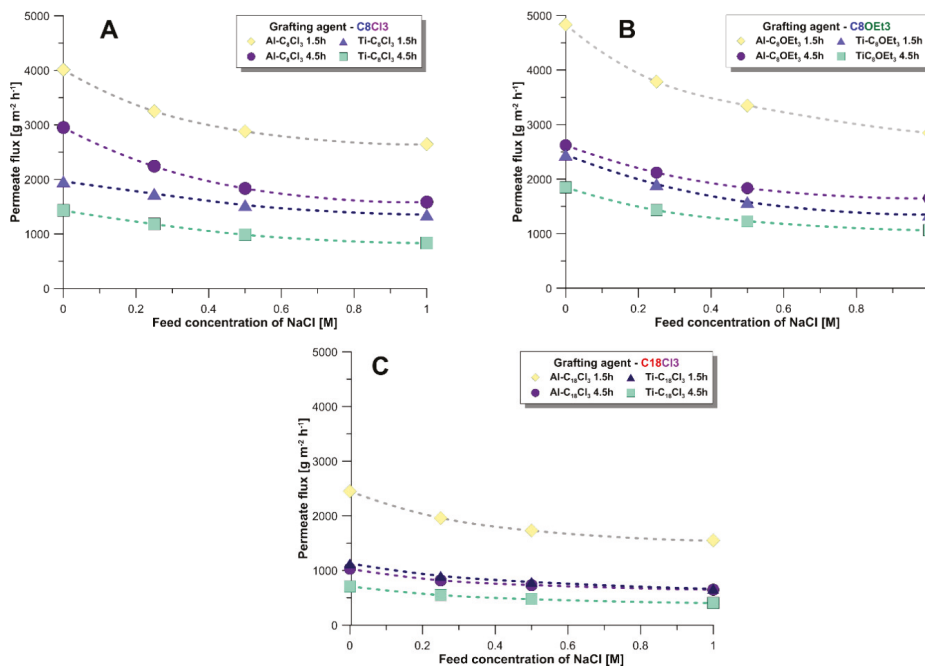 A
Grafting agent - C8Cl3
Al-C₈Cl₃ 1.5h Ti-C₈Cl₃ 1.5h
Al-C₈Cl₃ 4.5h Ti-C₈Cl₃ 4.5h
Permeate flux [g m⁻² h⁻¹]
5000
4000
3000
2000
1000
0
0 0.2 0.4 0.6 0.8 1
Feed concentration of NaCl [M]
B
Grafting agent - C8OEt3
Al-C₈OEt₃ 1.5h Ti-C₈OEt₃ 1.5h
Al-C₈OEt₃ 4.5h TiC₈OEt₃ 4.5h
Permeate flux [g m⁻² h⁻¹]
5000
4000
3000
2000
1000
0
0 0.2 0.4 0.6 0.8
Feed concentration of NaCl [M]
C
Grafting agent - C18Cl3
Al-C₁₈Cl₃ 1.5h Ti-C₁₈Cl₃ 1.5h
Al-C₁₈Cl₃ 4.5h Ti-C₁₈Cl₃ 4.5h
Permeate flux [g m⁻² h⁻¹]
5000
4000
3000
2000
1000
0
0 0.2 0.4 0.6 0.8 1
Feed concentration of NaCl [M]